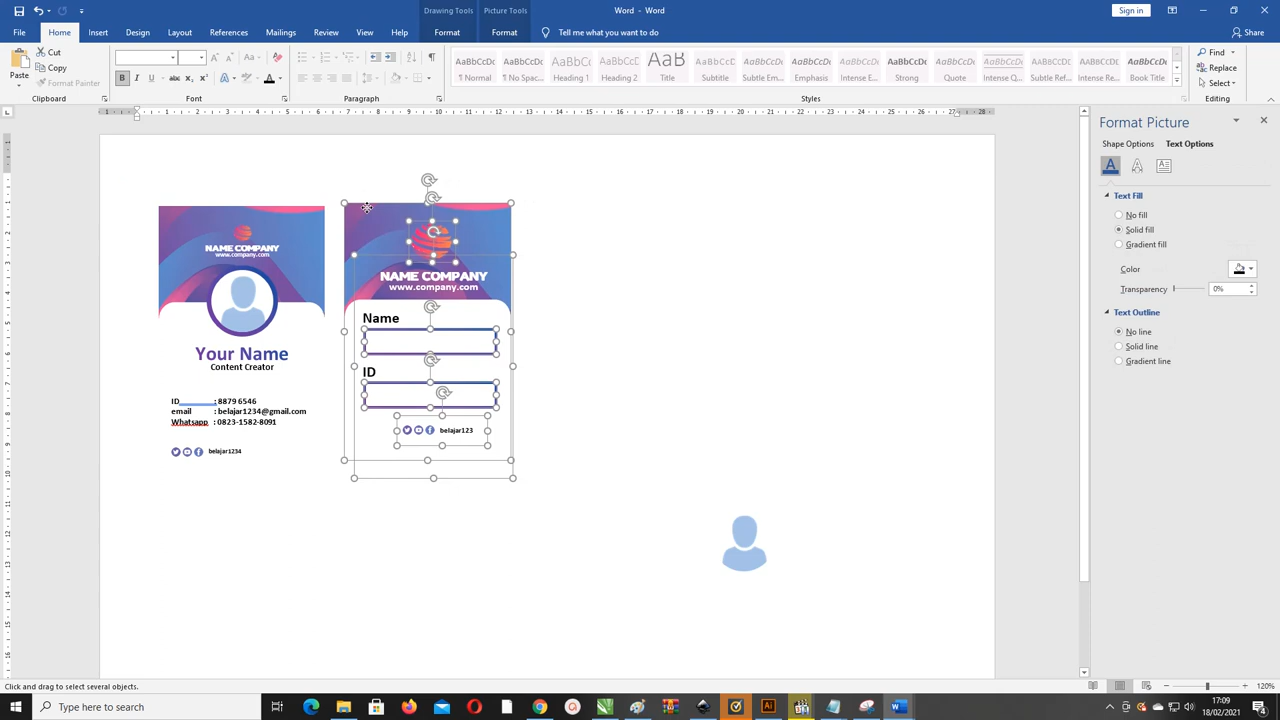 Word - Word
Drawing Tools
Picture Tools
Sign in
File
Home
Insert
Design
Layout
References
Mailings
Review
View
Help
Format
Format
Tell me what you want to do
Share
Paste
Cut
Copy
Format Painter
Clipboard
Font
Paragraph
AaBbCcDc
¶ Normal
AaBbCcDc
¶ No Spac...
AaBbCc
Heading 1
AaBbCcC
Heading 2
AaB
Title
AaBbCcC
Subtitle
AaBbCcDc
Subtle Em...
AaBbCcDc
Emphasis
AaBbCcDc
Intense E...
AaBbCcDc
Strong
AaBbCcDc
Quote
AaBbCcDc
Intense Q...
AaBbCcDc
Subtle Ref...
AaBbCcDc
Intense Re...
AaBbCcDc
Book Title
Styles
Find
Replace
Select
Editing
NAME COMPANY
www.company.com
Your Name
Content Creator
ID : 8879 6546
email : belajar1234@gmail.com
Whatsapp : 0823-1582-8091
belajar1234
NAME COMPANY
www.company.com
Name
ID
belajar123
Format Picture
Shape Options
Text Options
Text Fill
No fill
Solid fill
Gradient fill
Color
Transparency
0%
Text Outline
No line
Solid line
Gradient line
Click and drag to select several objects.
120%
Type here to search
17:09
18/02/2021